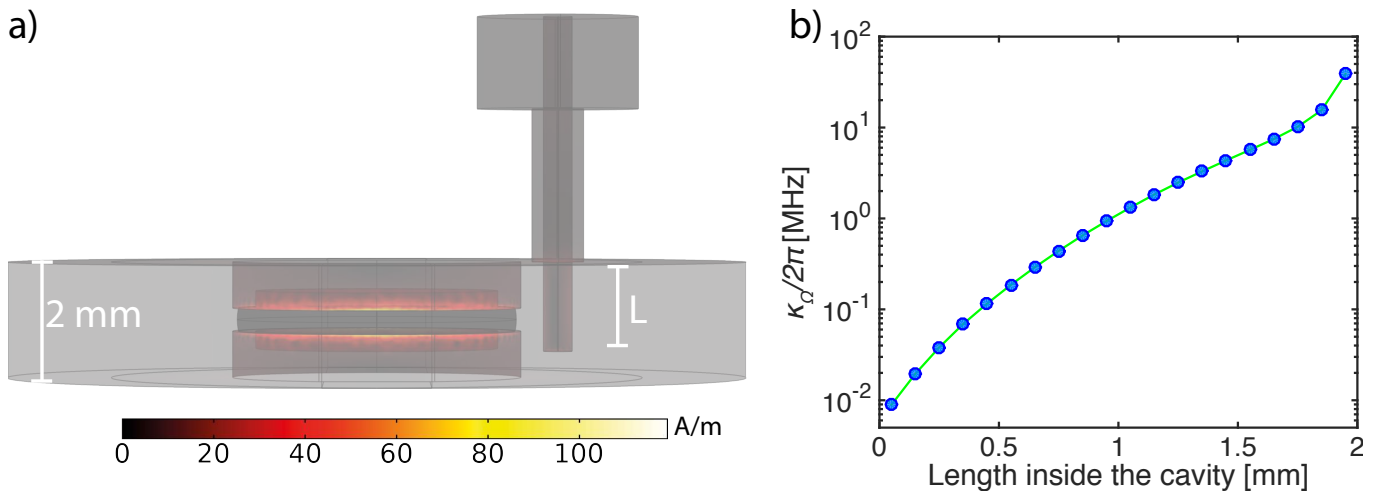 a)
2 mm
L
A/m
0 20 40 60 80 100
b)
10²
10¹
10⁰
10⁻¹
10⁻²
κ_Ω/2π [MHz]
0 0.5 1 1.5 2
Length inside the cavity [mm]